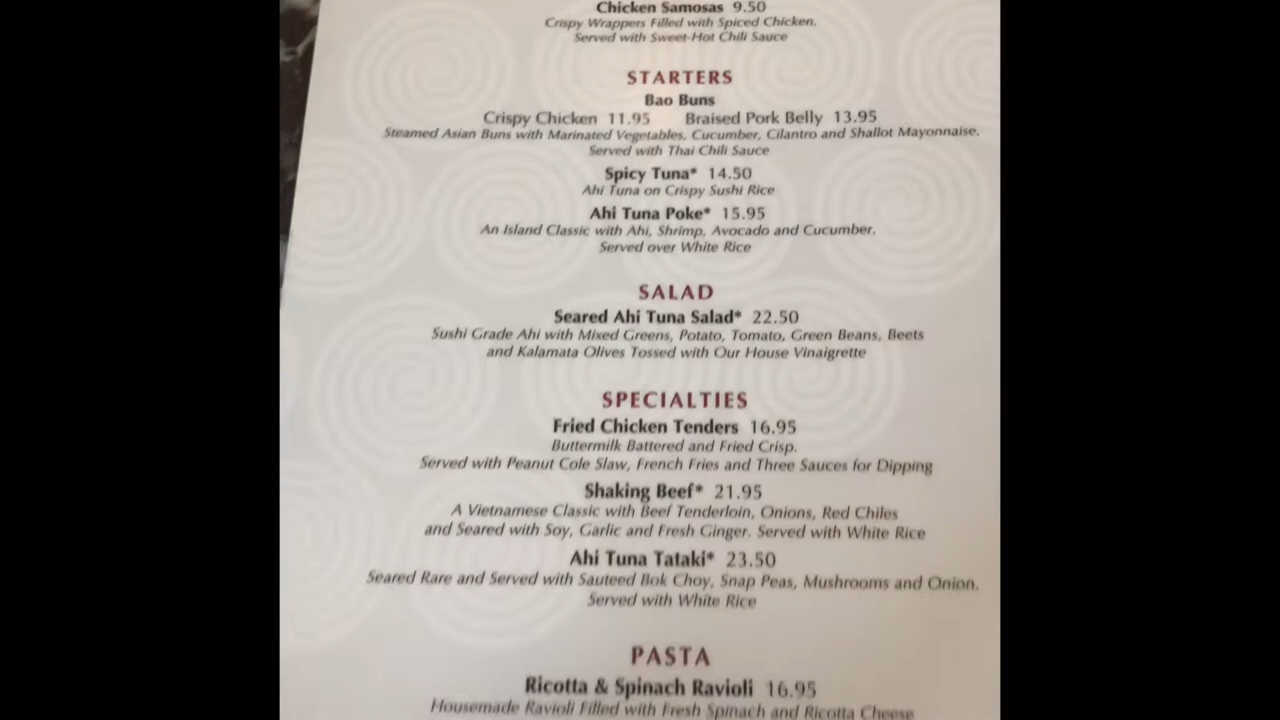 Chicken Samosas 9.50
Crispy Wrappers Filled with Spiced Chicken.
Served with Sweet-Hot Chili Sauce
STARTERS
Bao Buns
Crispy Chicken 11.95 Braised Pork Belly 13.95
Steamed Asian Buns with Marinated Vegetables, Cucumber, Cilantro and Shallot Mayonnaise.
Served with Thai Chili Sauce
Spicy Tuna* 14.50
Ahi Tuna on Crispy Sushi Rice
Ahi Tuna Poke* 15.95
An Island Classic with Ahi, Shrimp, Avocado and Cucumber.
Served over White Rice
SALAD
Seared Ahi Tuna Salad* 22.50
Sushi Grade Ahi with Mixed Greens, Potato, Tomato, Green Beans, Beets
and Kalamata Olives Tossed with Our House Vinaigrette
SPECIALTIES
Fried Chicken Tenders 16.95
Buttermilk Battered and Fried Crisp.
Served with Peanut Cole Slaw, French Fries and Three Sauces for Dipping
Shaking Beef* 21.95
A Vietnamese Classic with Beef Tenderloin, Onions, Red Chiles
and Seared with Soy, Garlic and Fresh Ginger. Served with White Rice
Ahi Tuna Tataki* 23.50
Seared Rare and Served with Sauteed Bok Choy, Snap Peas, Mushrooms and Onion.
Served with White Rice
PASTA
Ricotta & Spinach Ravioli 16.95
Housemade Ravioli Filled with Fresh Spinach and Ricotta Cheese